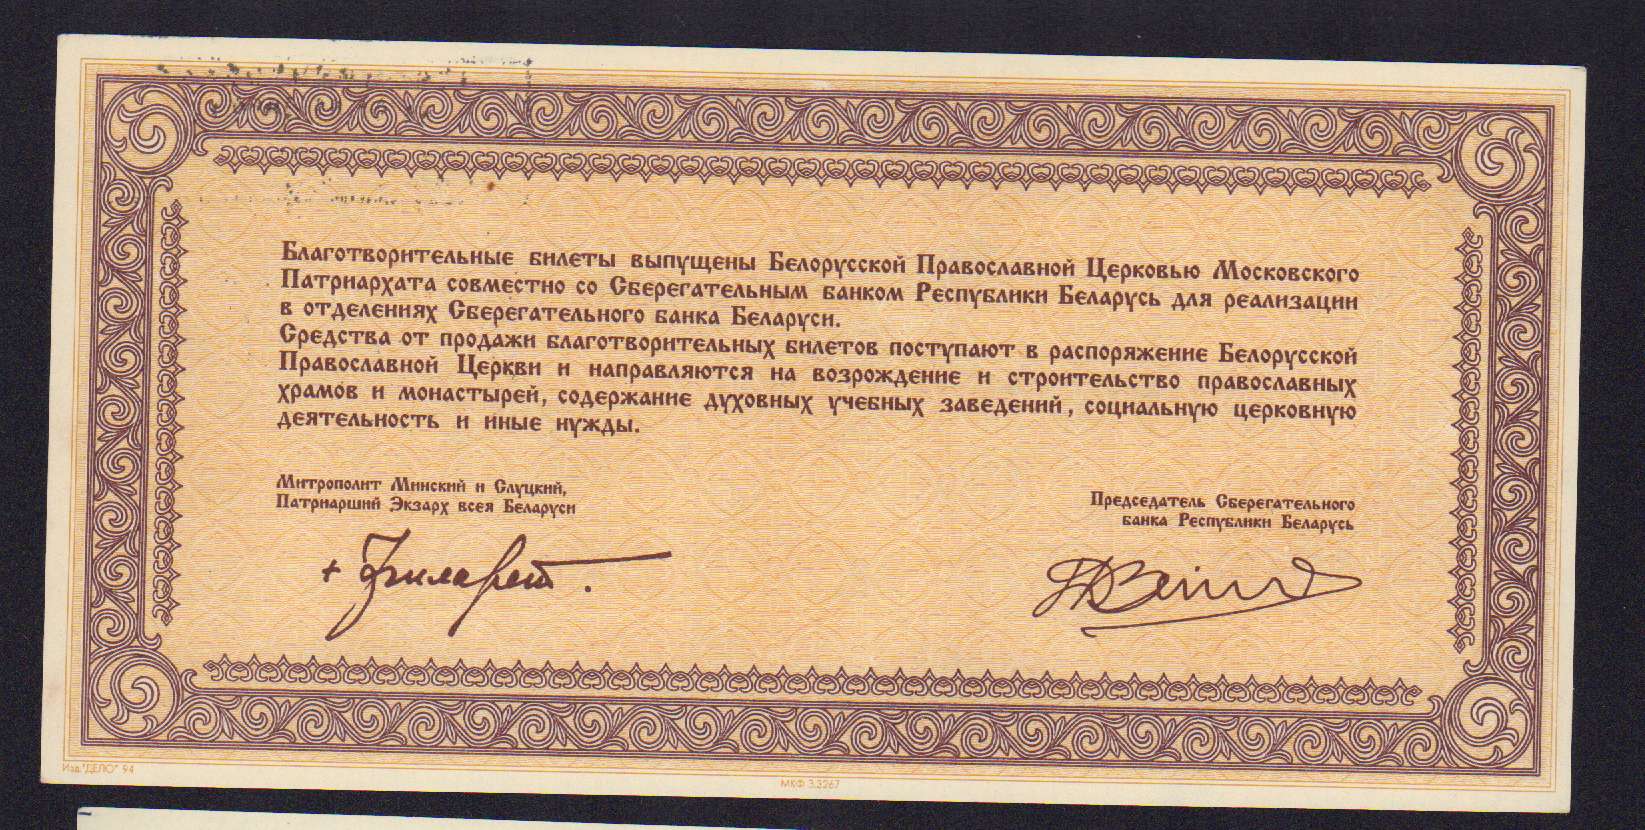 Благотворительные билеты выпущены Белорусской Православной Церковью Московского
Патриархата совместно со Сберегательным банком Республики Беларусь для реализации
в отделениях Сберегательного банка Беларуси.
Средства от продажи благотворительных билетов поступают в распоряжение Белорусской
Православной Церкви и направляются на возрождение и строительство православных
храмов и монастырей, содержание духовных учебных заведений, социальную церковную
деятельность и иные нужды.
Митрополит Минский и Слуцкий,
Патриарший Экзарх всея Беларуси
Председатель Сберегательного
банка Республики Беларусь
+ Филарет.
Изд."ДЕЛО" 94
МКФ З.3267